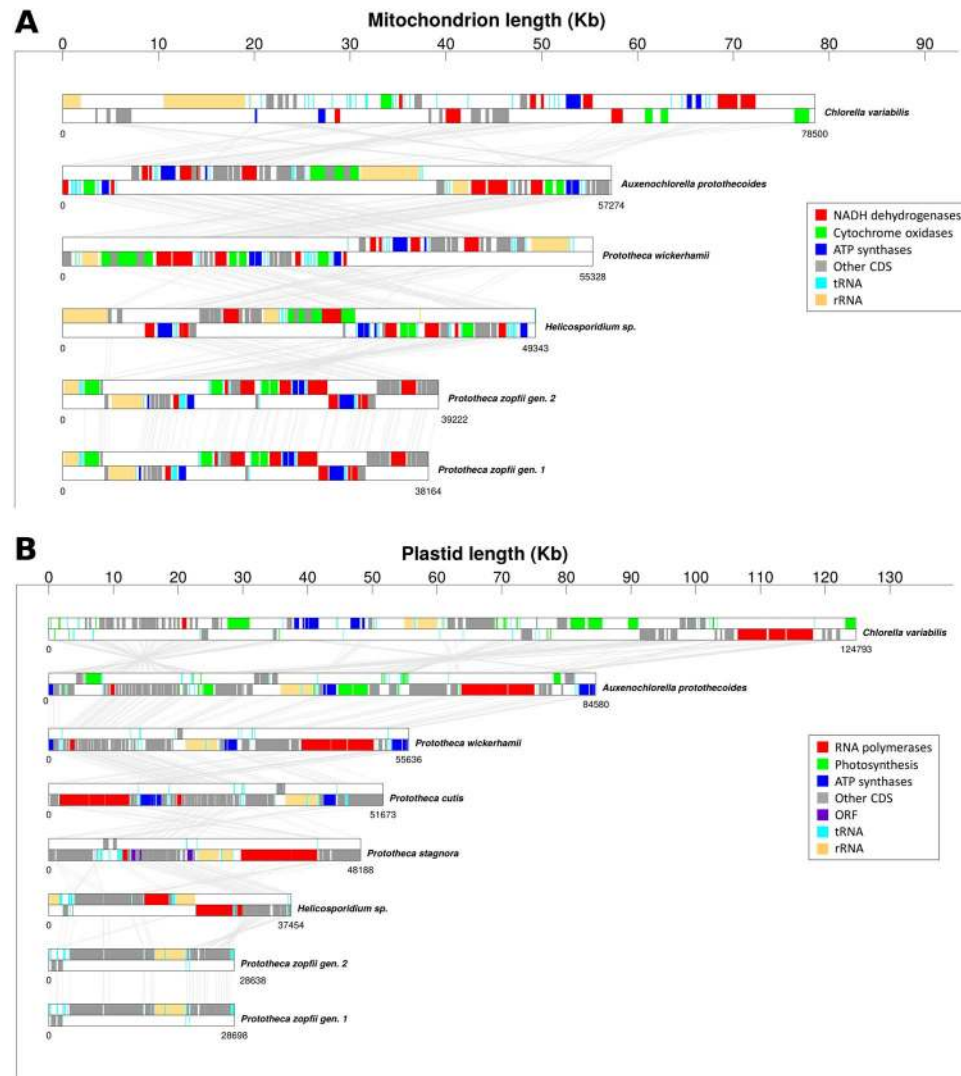 A
Mitochondrion length (Kb)
0 10 20 30 40 50 60 70 80 90
Chlorella variabilis
0 78500
Auxenochlorella protothecoides
0 57274
Prototheca wickerhamii
0 55328
Helicosporidium sp.
0 49343
Prototheca zopfii gen. 2
0 39222
Prototheca zopfii gen. 1
0 38164
NADH dehydrogenases
Cytochrome oxidases
ATP synthases
Other CDS
tRNA
rRNA
B
Plastid length (Kb)
0 10 20 30 40 50 60 70 80 90 100 110 120 130
Chlorella variabilis
0 124793
Auxenochlorella protothecoides
0 84580
Prototheca wickerhamii
0 55636
Prototheca cutis
0 51673
Prototheca stagnora
0 48188
Helicosporidium sp.
0 37454
Prototheca zopfii gen. 2
0 28638
Prototheca zopfii gen. 1
0 28698
RNA polymerases
Photosynthesis
ATP synthases
Other CDS
ORF
tRNA
rRNA